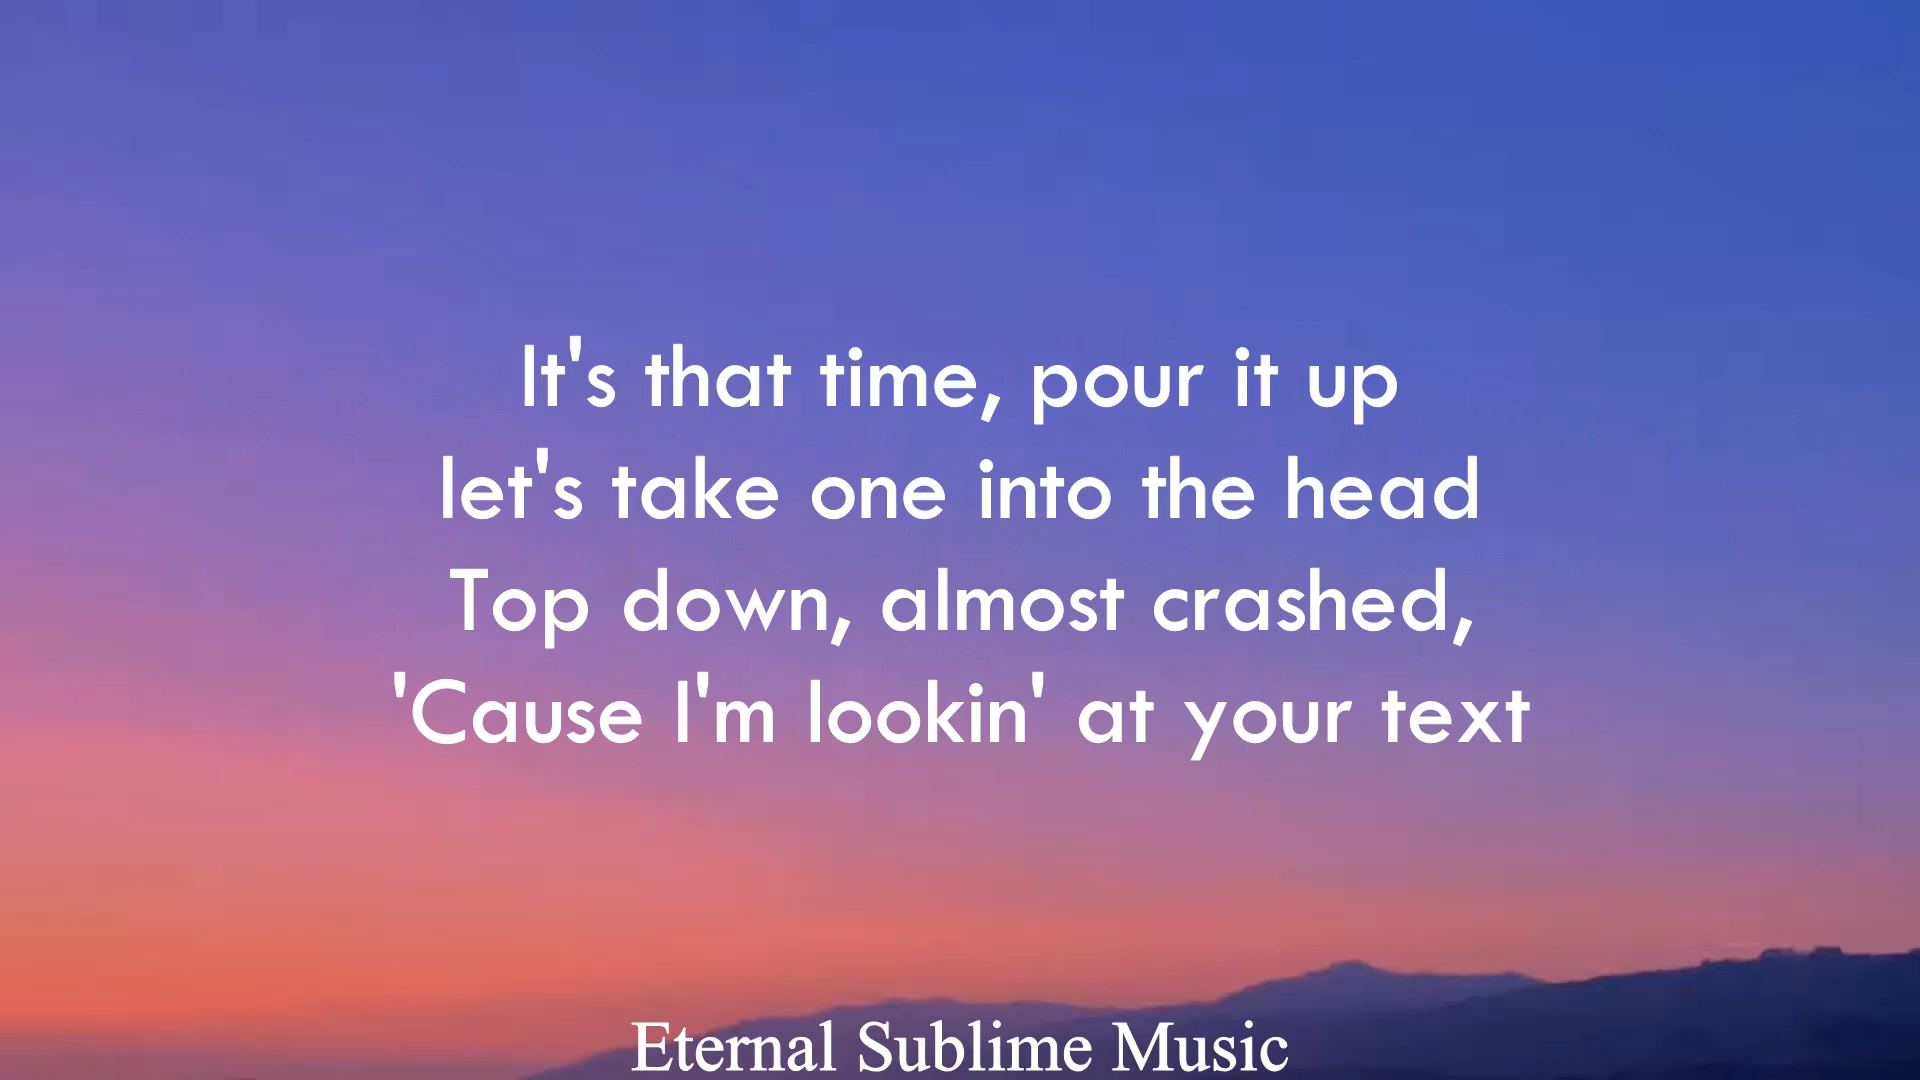 It's that time, pour it up
let's take one into the head
Top down, almost crashed,
'Cause I'm lookin' at your text
Eternal Sublime Music